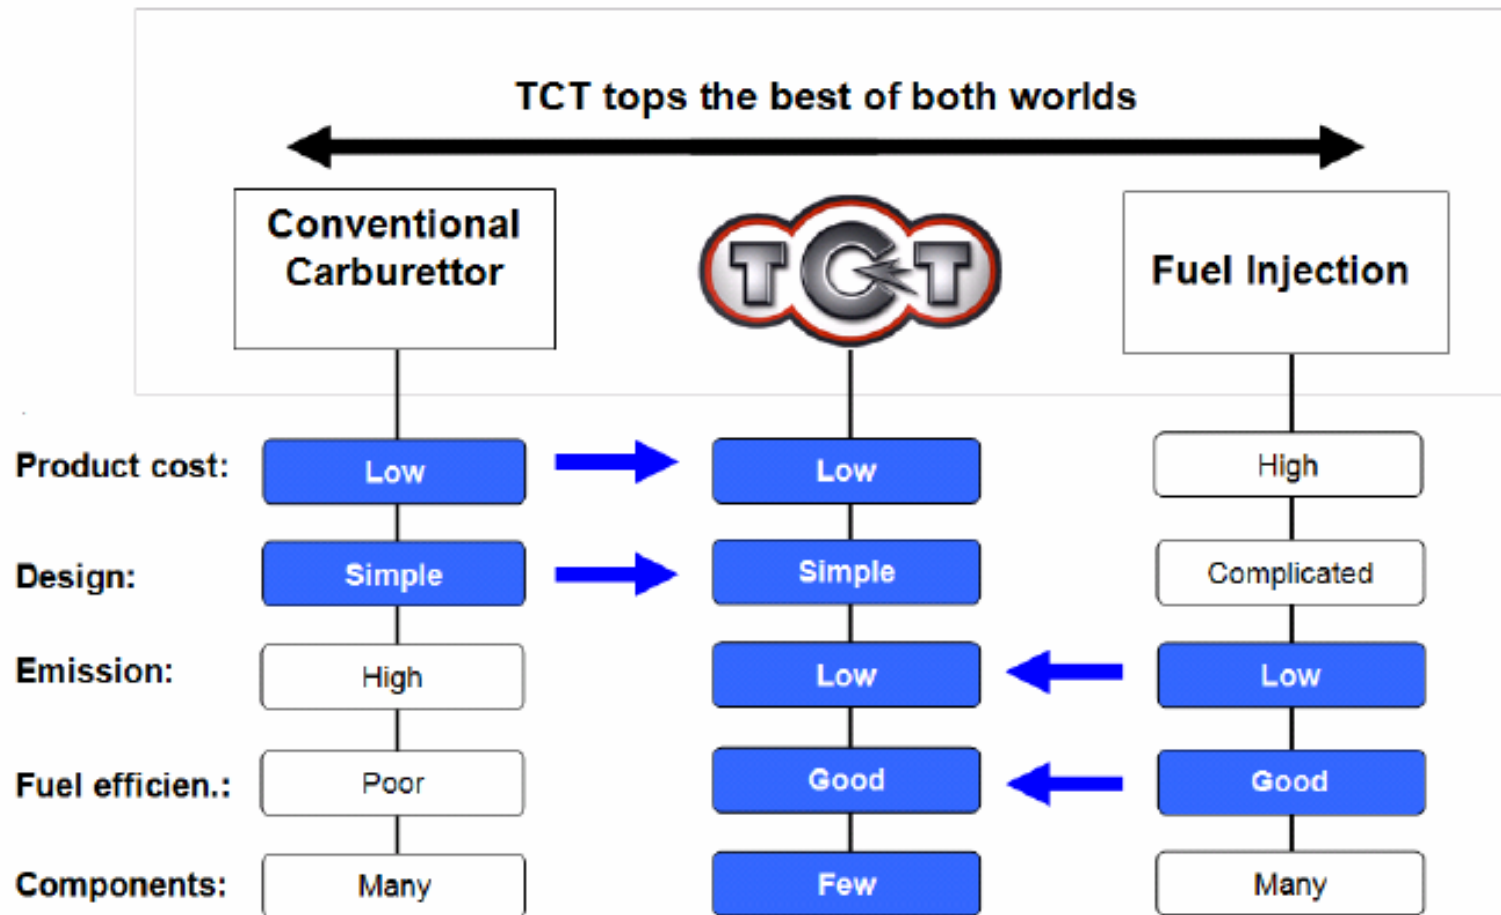 TCT tops the best of both worlds
Conventional
Carburettor
TCT
Fuel Injection
Product cost: Low Low High
Design: Simple Simple Complicated
Emission: High Low Low
Fuel efficien.: Poor Good Good
Components: Many Few Many